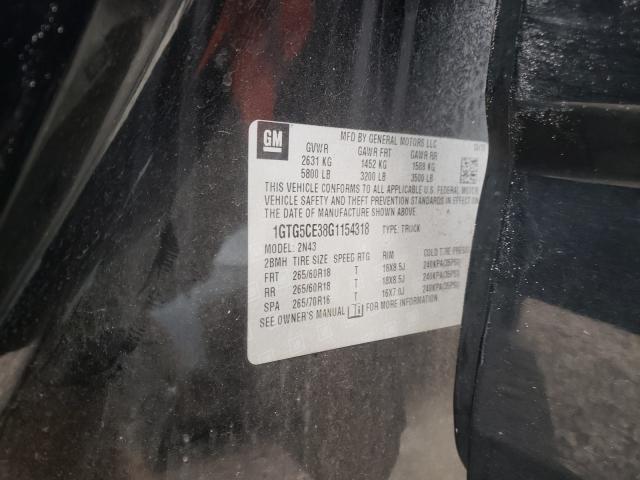 GM
MFD BY GENERAL MOTORS LLC
GVWR GAWR FRT GAWR RR
2631 KG 1452 KG 1588 KG
5800 LB 3200 LB 3500 LB
THIS VEHICLE CONFORMS TO ALL APPLICABLE U.S. FEDERAL MOTOR
VEHICLE SAFETY AND THEFT PREVENTION STANDARDS IN EFFECT ON
THE DATE OF MANUFACTURE SHOWN ABOVE.
1GTG5CE38G1154318 TYPE: TRUCK
MODEL: 2N43
2BMH TIRE SIZE SPEED RTG RIM COLD TIRE
FRT 265/60R18 T 18X8.5J 240KPA(35PSI)
RR 265/60R18 T 18X8.5J 240KPA(35PSI)
SPA 265/70R16 T 16X7.0J 240KPA(35PSI)
SEE OWNER'S MANUAL FOR MORE INFORMATION.